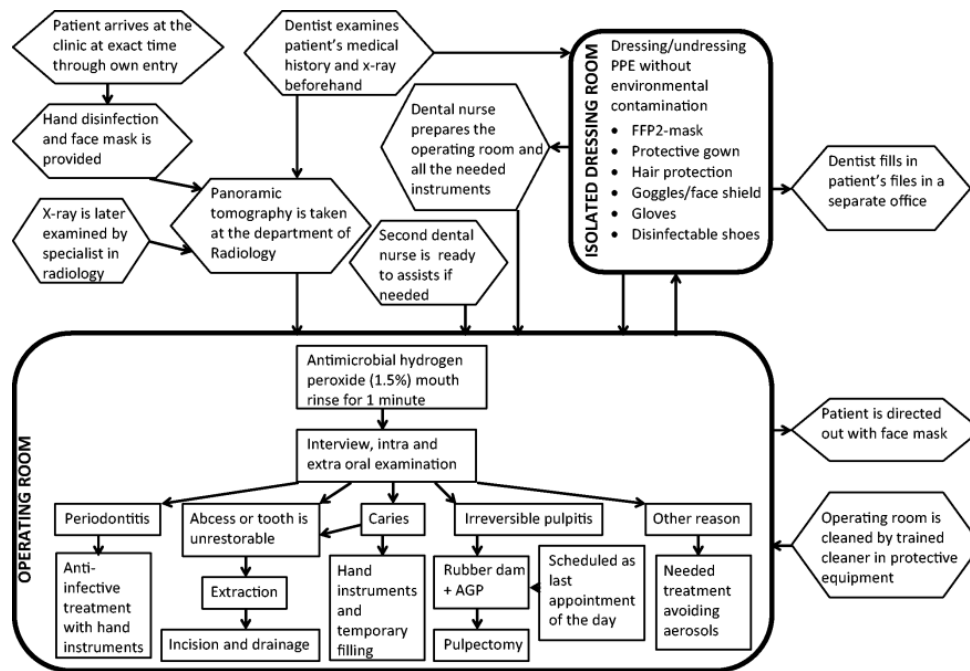 Patient arrives at the
clinic at exact time
through own entry
Dentist examines
patient's medical
history and x-ray
beforehand
ISOLATED DRESSING ROOM
Dressing/undressing
PPE without
environmental
contamination
• FFP2-mask
• Protective gown
• Hair protection
• Goggles/face shield
• Gloves
• Disinfectable shoes
Hand disinfection
and face mask is
provided
Dental nurse
prepares the
operating room and
all the needed
instruments
Dentist fills in
patient's files in a
separate office
X-ray is later
examined by
specialist in
radiology
Panoramic
tomography is taken
at the department of
Radiology
Second dental
nurse is  ready
to assists if
needed
OPERATING ROOM
Antimicrobial hydrogen
peroxide (1.5%) mouth
rinse for 1 minute
Interview, intra and
extra oral examination
Periodontitis
Abcess or tooth is
unrestorable
Caries
Irreversible pulpitis
Other reason
Anti-
infective treatment
with hand
instruments
Extraction
Incision and drainage
Hand
instruments
and
temporary
filling
Rubber dam
+ AGP
Pulpectomy
Scheduled as
last
appointment
of the day
Needed
treatment
avoiding
aerosols
Patient is directed
out with face mask
Operating room is
cleaned by trained
cleaner in protective
equipment